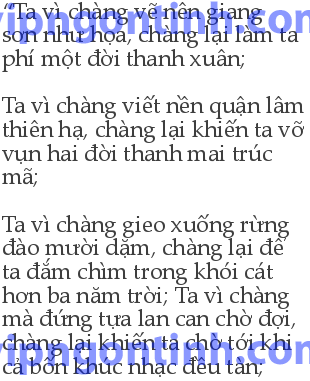 “Ta vì chàng vẽ nên giang
sơn như họa, chàng lại làm ta
phí một đời thanh xuân;
Ta vì chàng viết nền quận lâm
thiên hạ, chàng lại khiến ta vỡ
vụn hai đời thanh mai trúc
mã;
Ta vì chàng gieo xuống rừng
đào mười dặm, chàng lại để
ta đắm chìm trong khói cát
hơn ba năm trời; Ta vì chàng
mà đứng tựa lan can chờ đợi,
chàng lại khiến ta chờ tới khi
cả bốn khúc nhạc đều tàn,
vipngontinh.com
vipngontinh.com